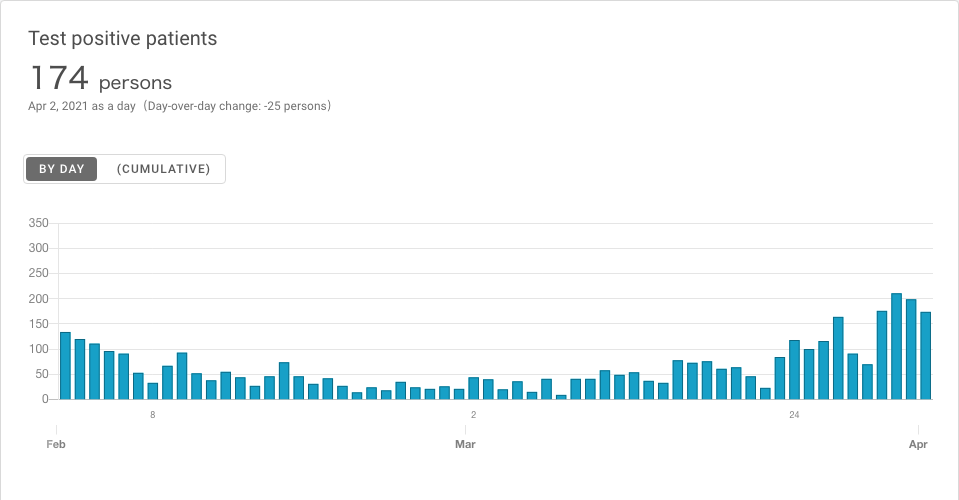 Test positive patients
174 persons
Apr 2, 2021 as a day（Day-over-day change: -25 persons）
BY DAY (CUMULATIVE)
350
300
250
200
150
100
50
0
8 2 24
Feb Mar Apr